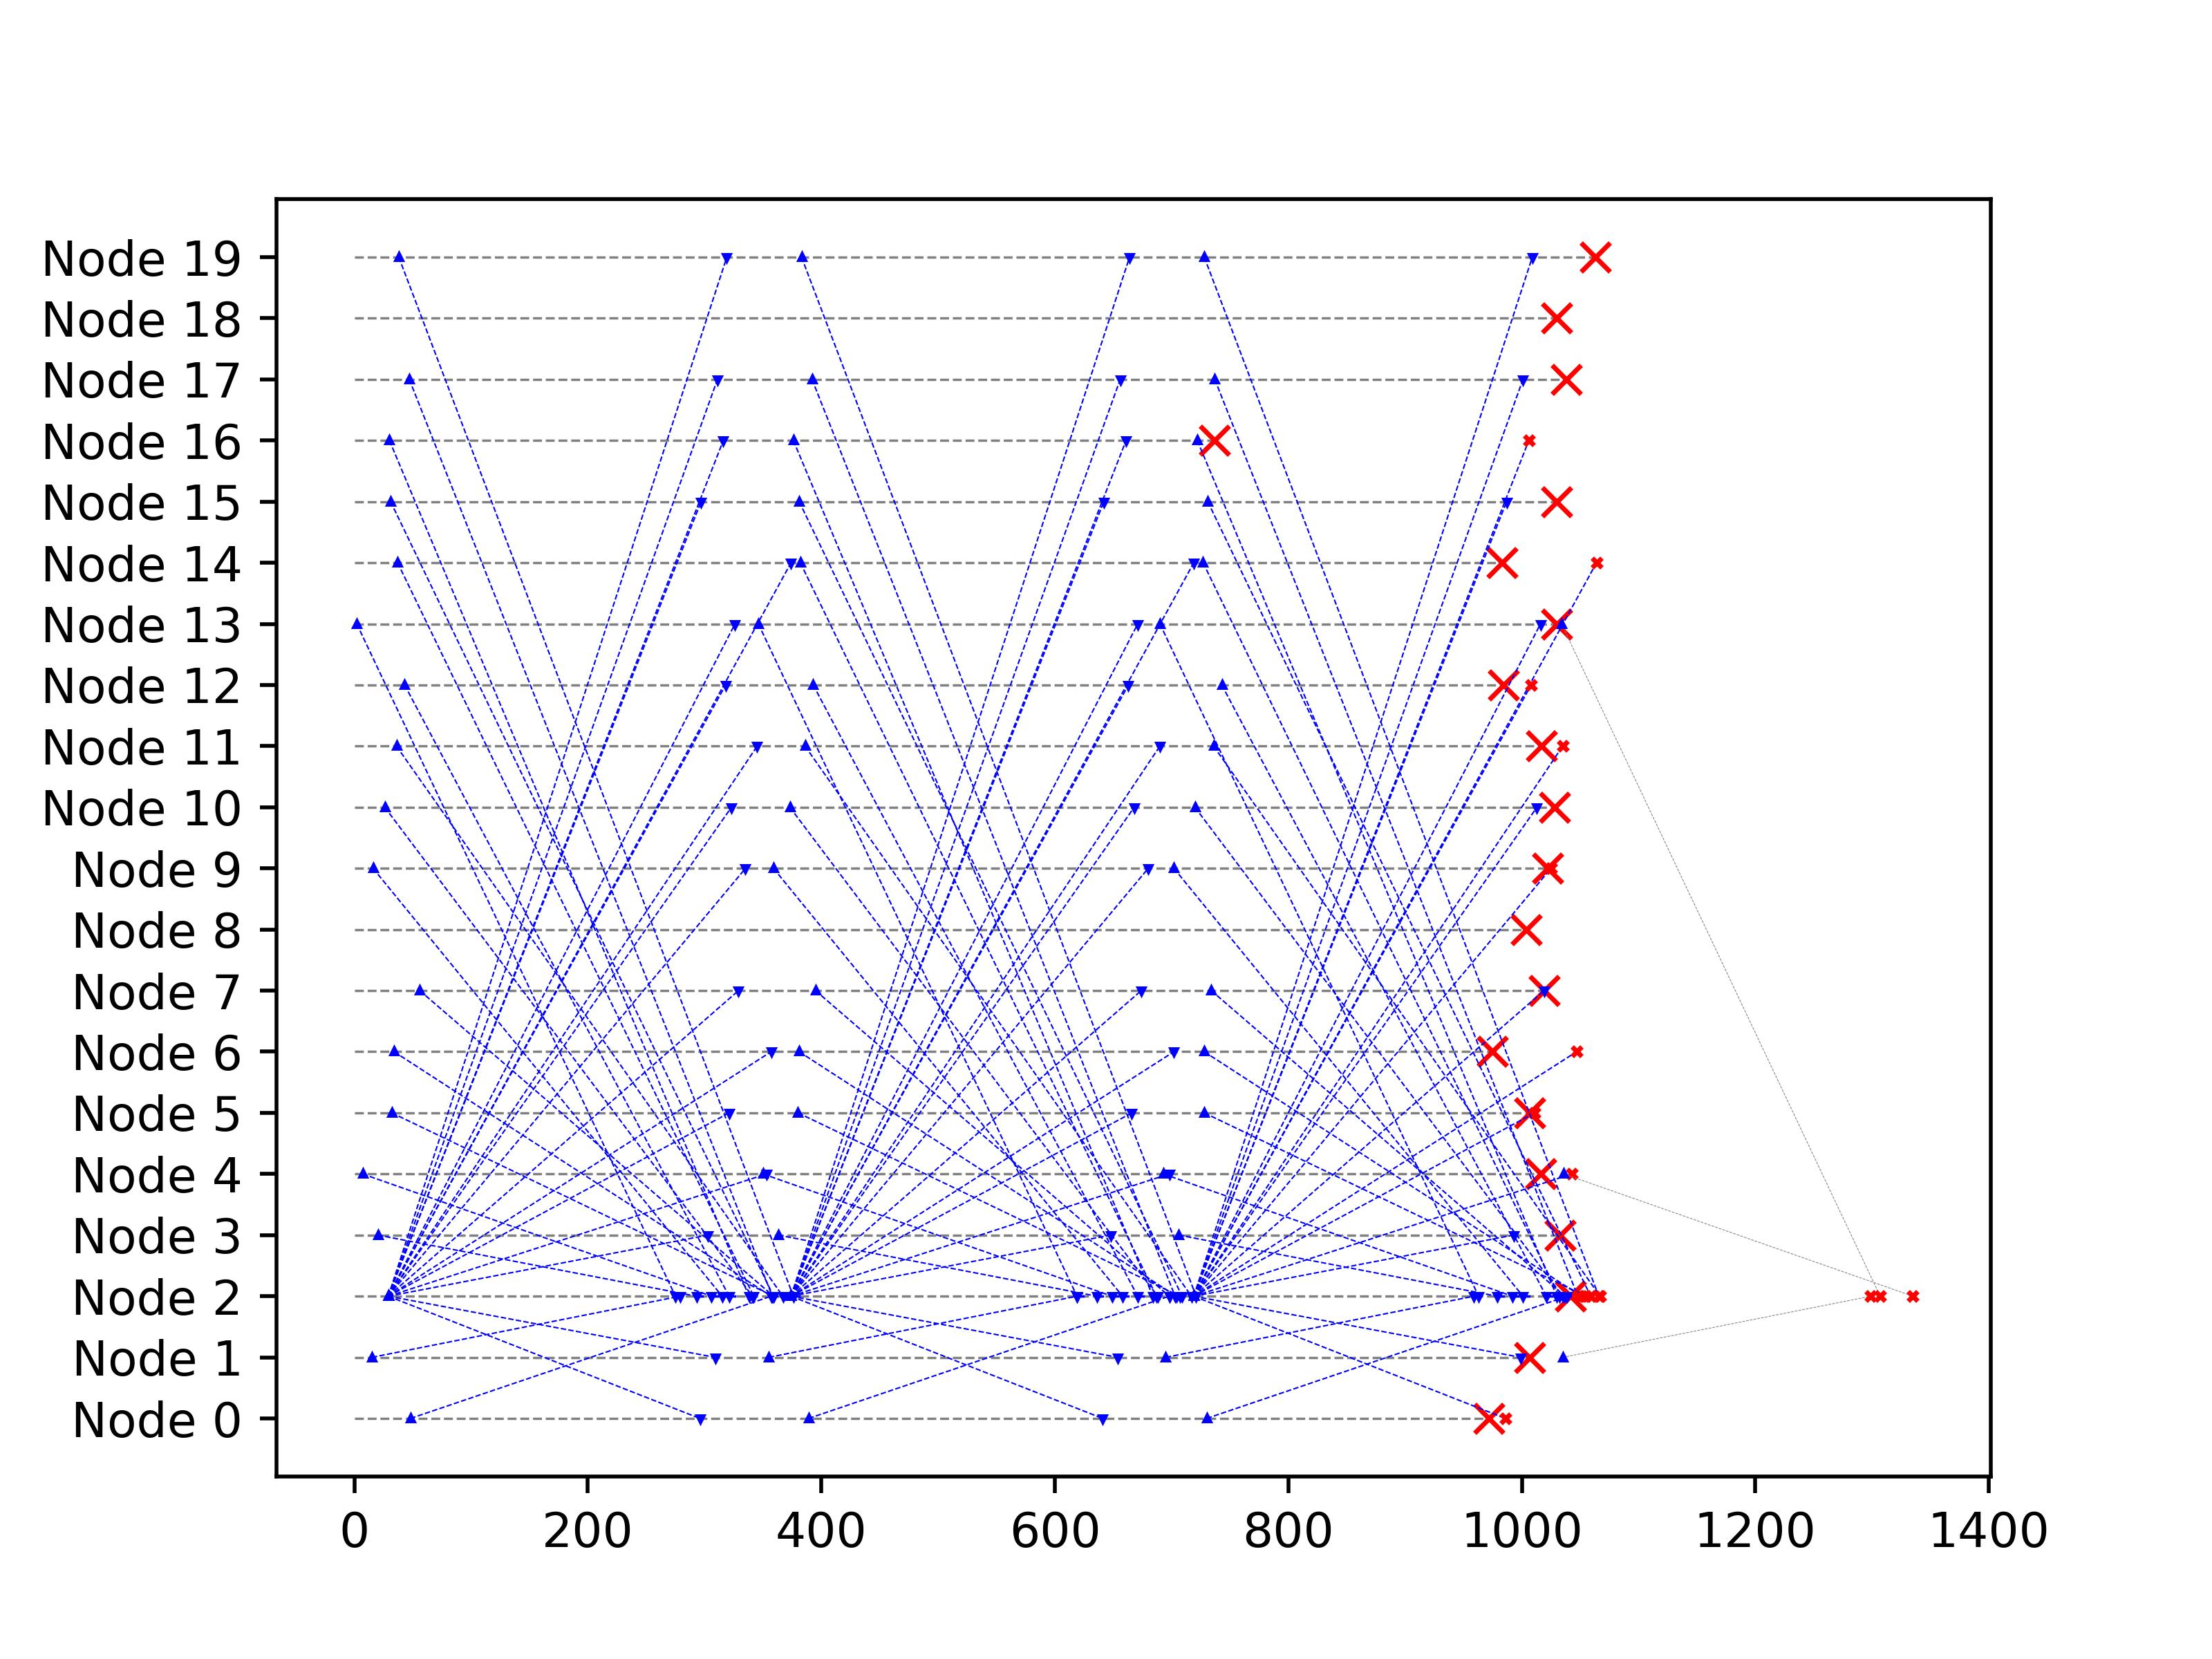 Node 19
Node 18
Node 17
Node 16
Node 15
Node 14
Node 13
Node 12
Node 11
Node 10
Node 9
Node 8
Node 7
Node 6
Node 5
Node 4
Node 3
Node 2
Node 1
Node 0
0 200 400 600 800 1000 1200 1400